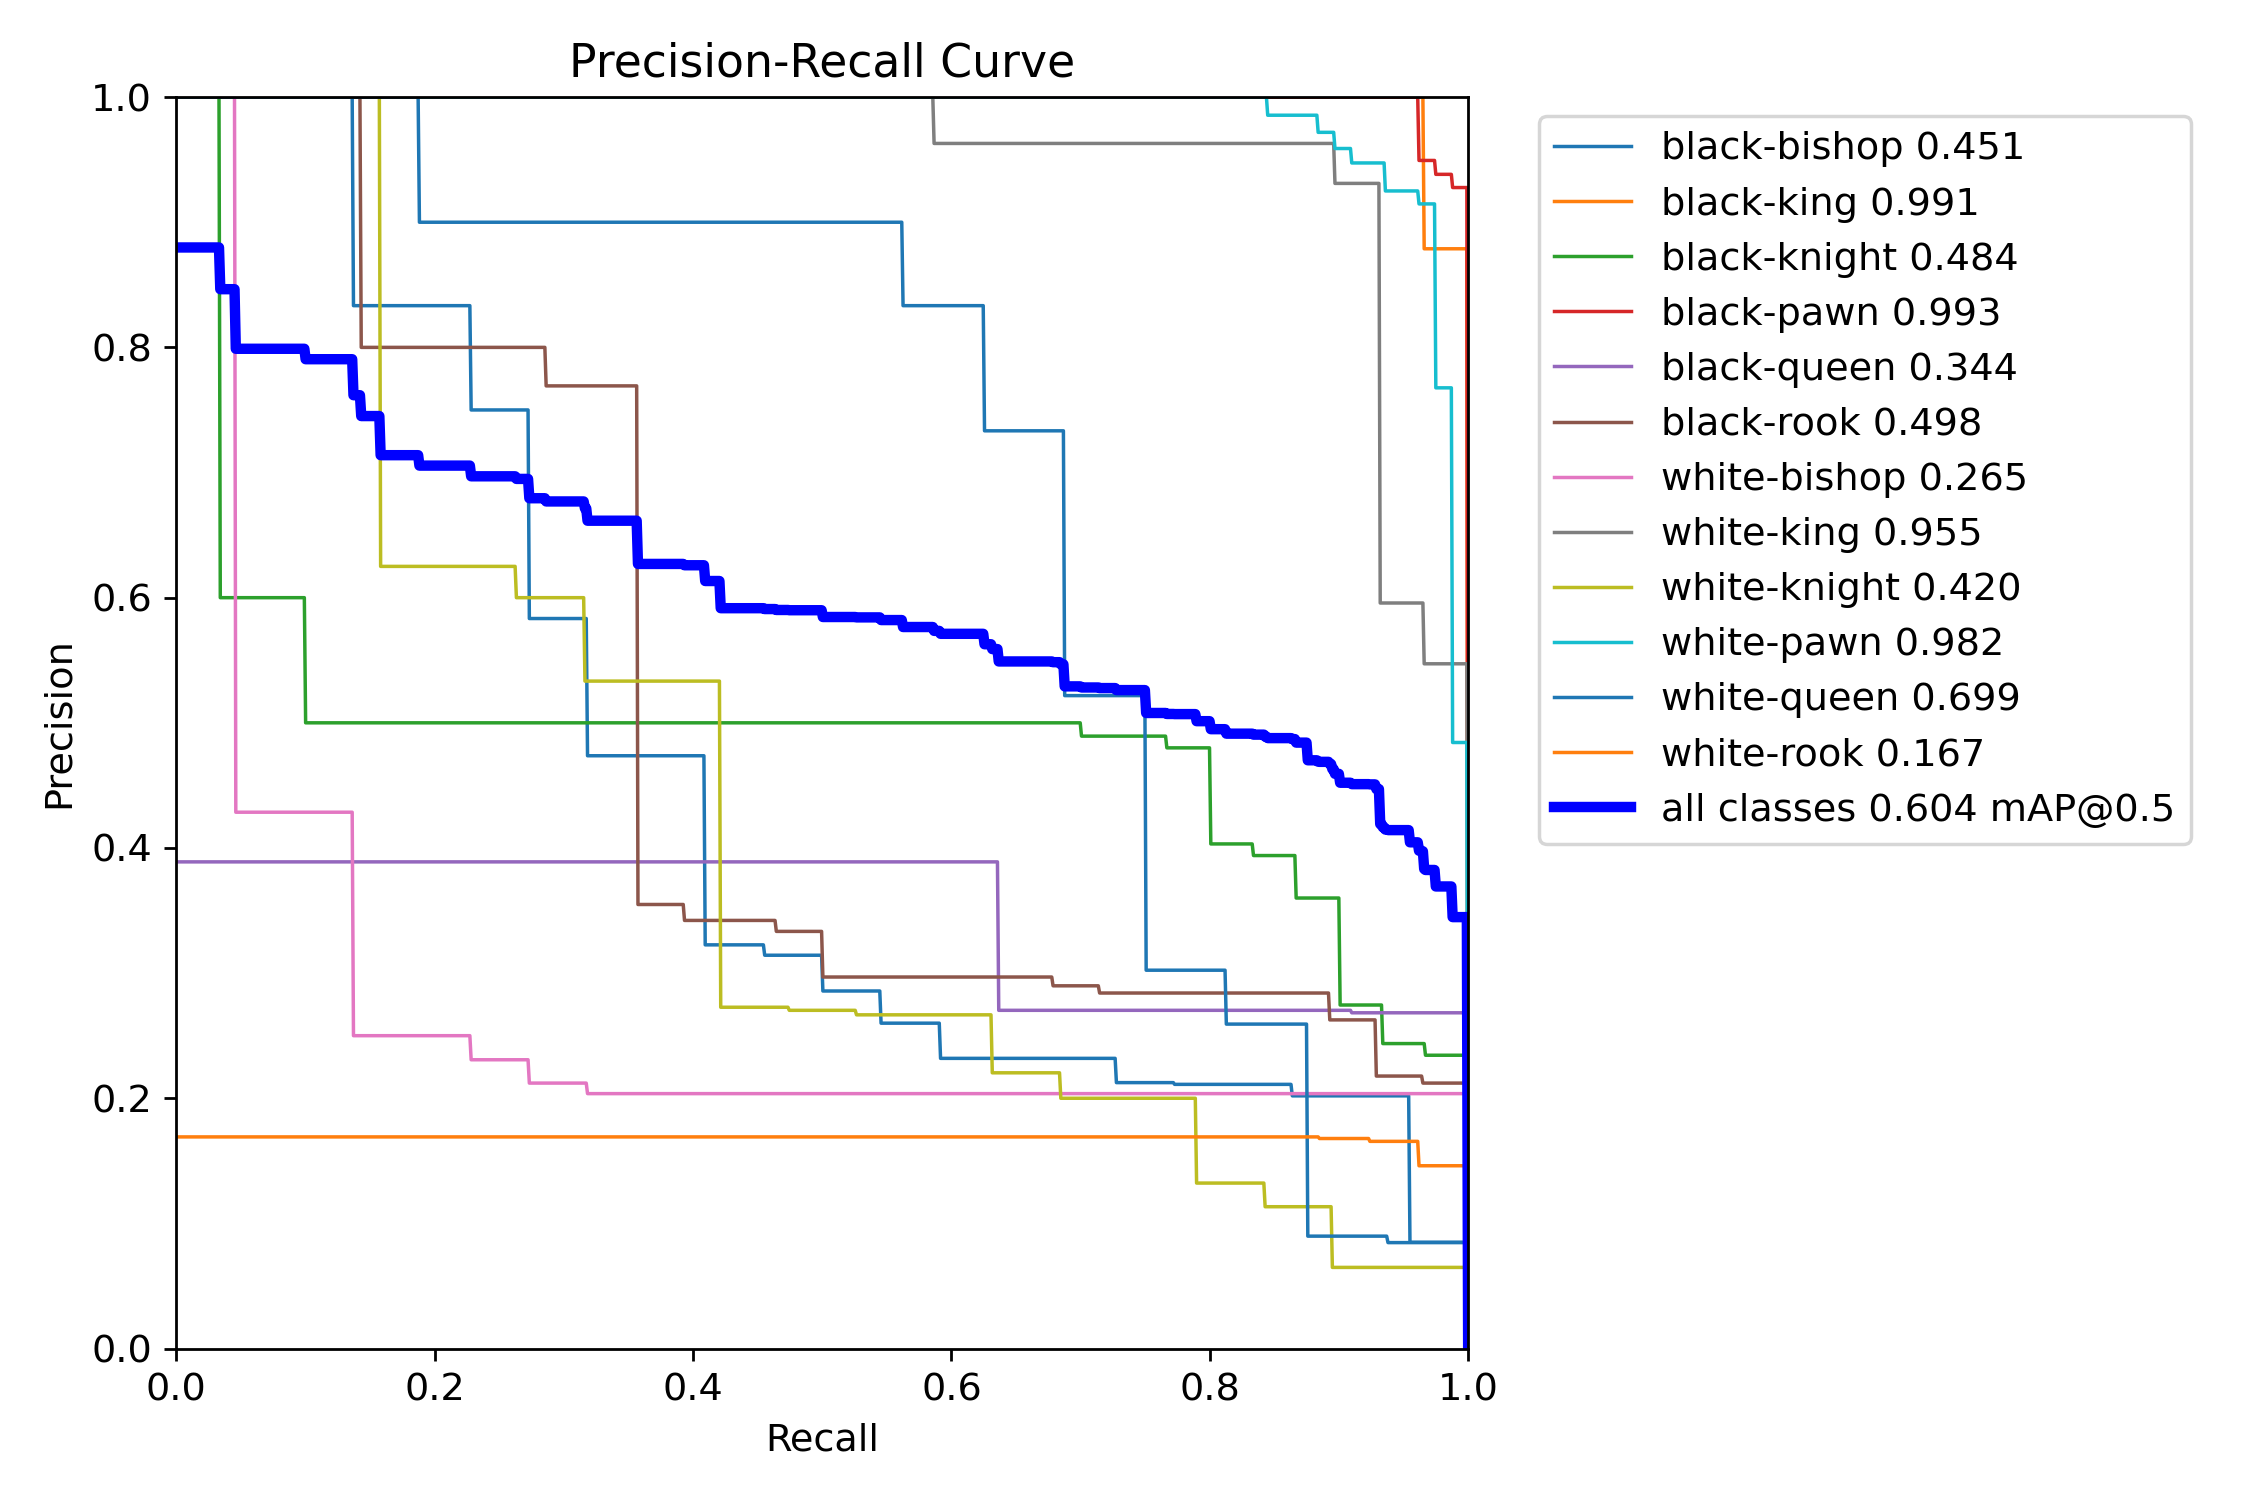 Precision-Recall Curve
1.0
0.8
0.6
0.4
0.2
0.0
Precision
0.0 0.2 0.4 0.6 0.8 1.0
Recall
black-bishop 0.451
black-king 0.991
black-knight 0.484
black-pawn 0.993
black-queen 0.344
black-rook 0.498
white-bishop 0.265
white-king 0.955
white-knight 0.420
white-pawn 0.982
white-queen 0.699
white-rook 0.167
all classes 0.604 mAP@0.5